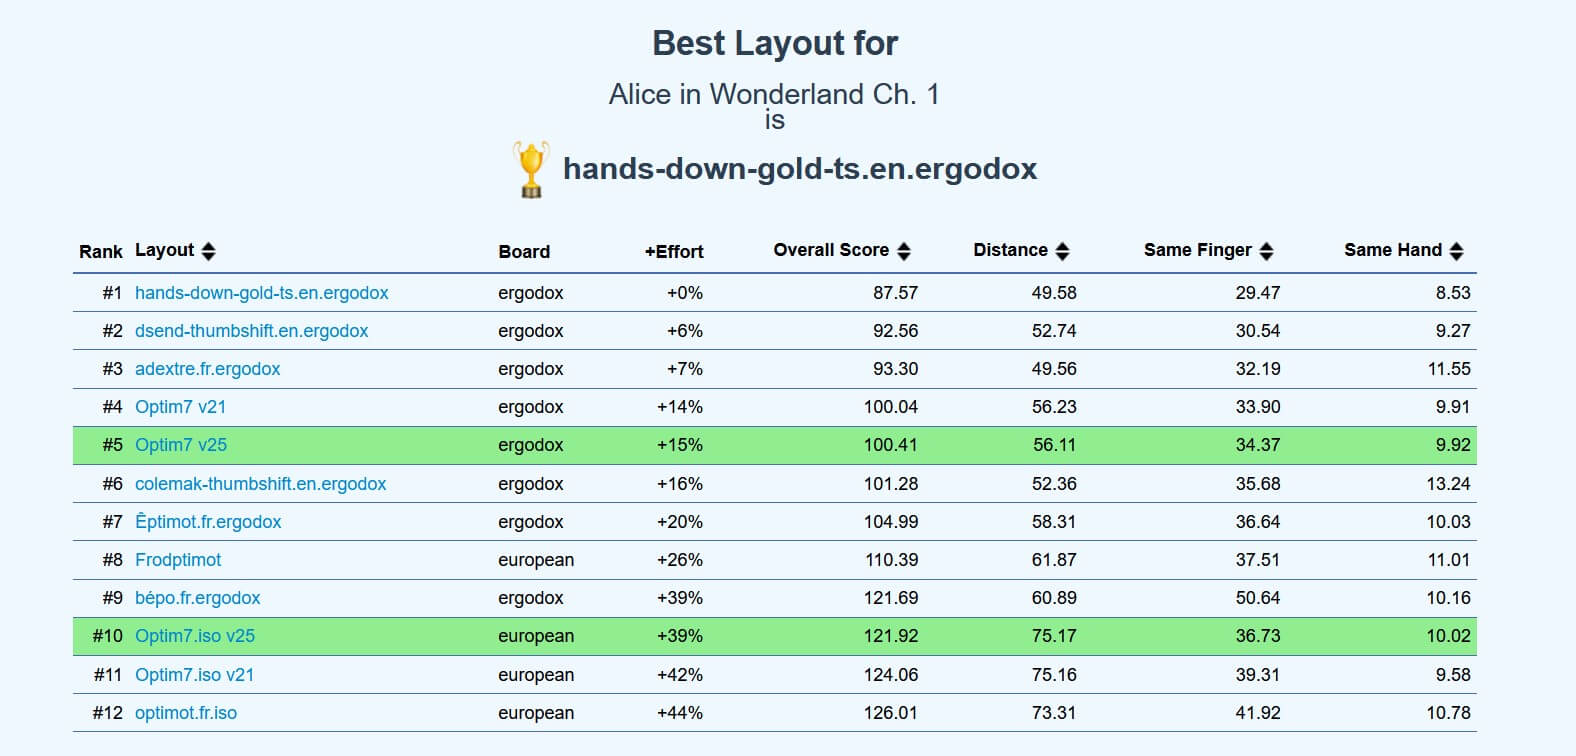 Best Layout for
Alice in Wonderland Ch. 1
is
hands-down-gold-ts.en.ergodox
Rank Layout Board +Effort Overall Score Distance Same Finger Same Hand
#1 hands-down-gold-ts.en.ergodox ergodox +0% 87.57 49.58 29.47 8.53
#2 dsend-thumbshift.en.ergodox ergodox +6% 92.56 52.74 30.54 9.27
#3 adextre.fr.ergodox ergodox +7% 93.30 49.56 32.19 11.55
#4 Optim7 v21 ergodox +14% 100.04 56.23 33.90 9.91
#5 Optim7 v25 ergodox +15% 100.41 56.11 34.37 9.92
#6 colemak-thumbshift.en.ergodox ergodox +16% 101.28 52.36 35.68 13.24
#7 Êptimot.fr.ergodox ergodox +20% 104.99 58.31 36.64 10.03
#8 Frodptimot european +26% 110.39 61.87 37.51 11.01
#9 bépo.fr.ergodox ergodox +39% 121.69 60.89 50.64 10.16
#10 Optim7.iso v25 european +39% 121.92 75.17 36.73 10.02
#11 Optim7.iso v21 european +42% 124.06 75.16 39.31 9.58
#12 optimot.fr.iso european +44% 126.01 73.31 41.92 10.78